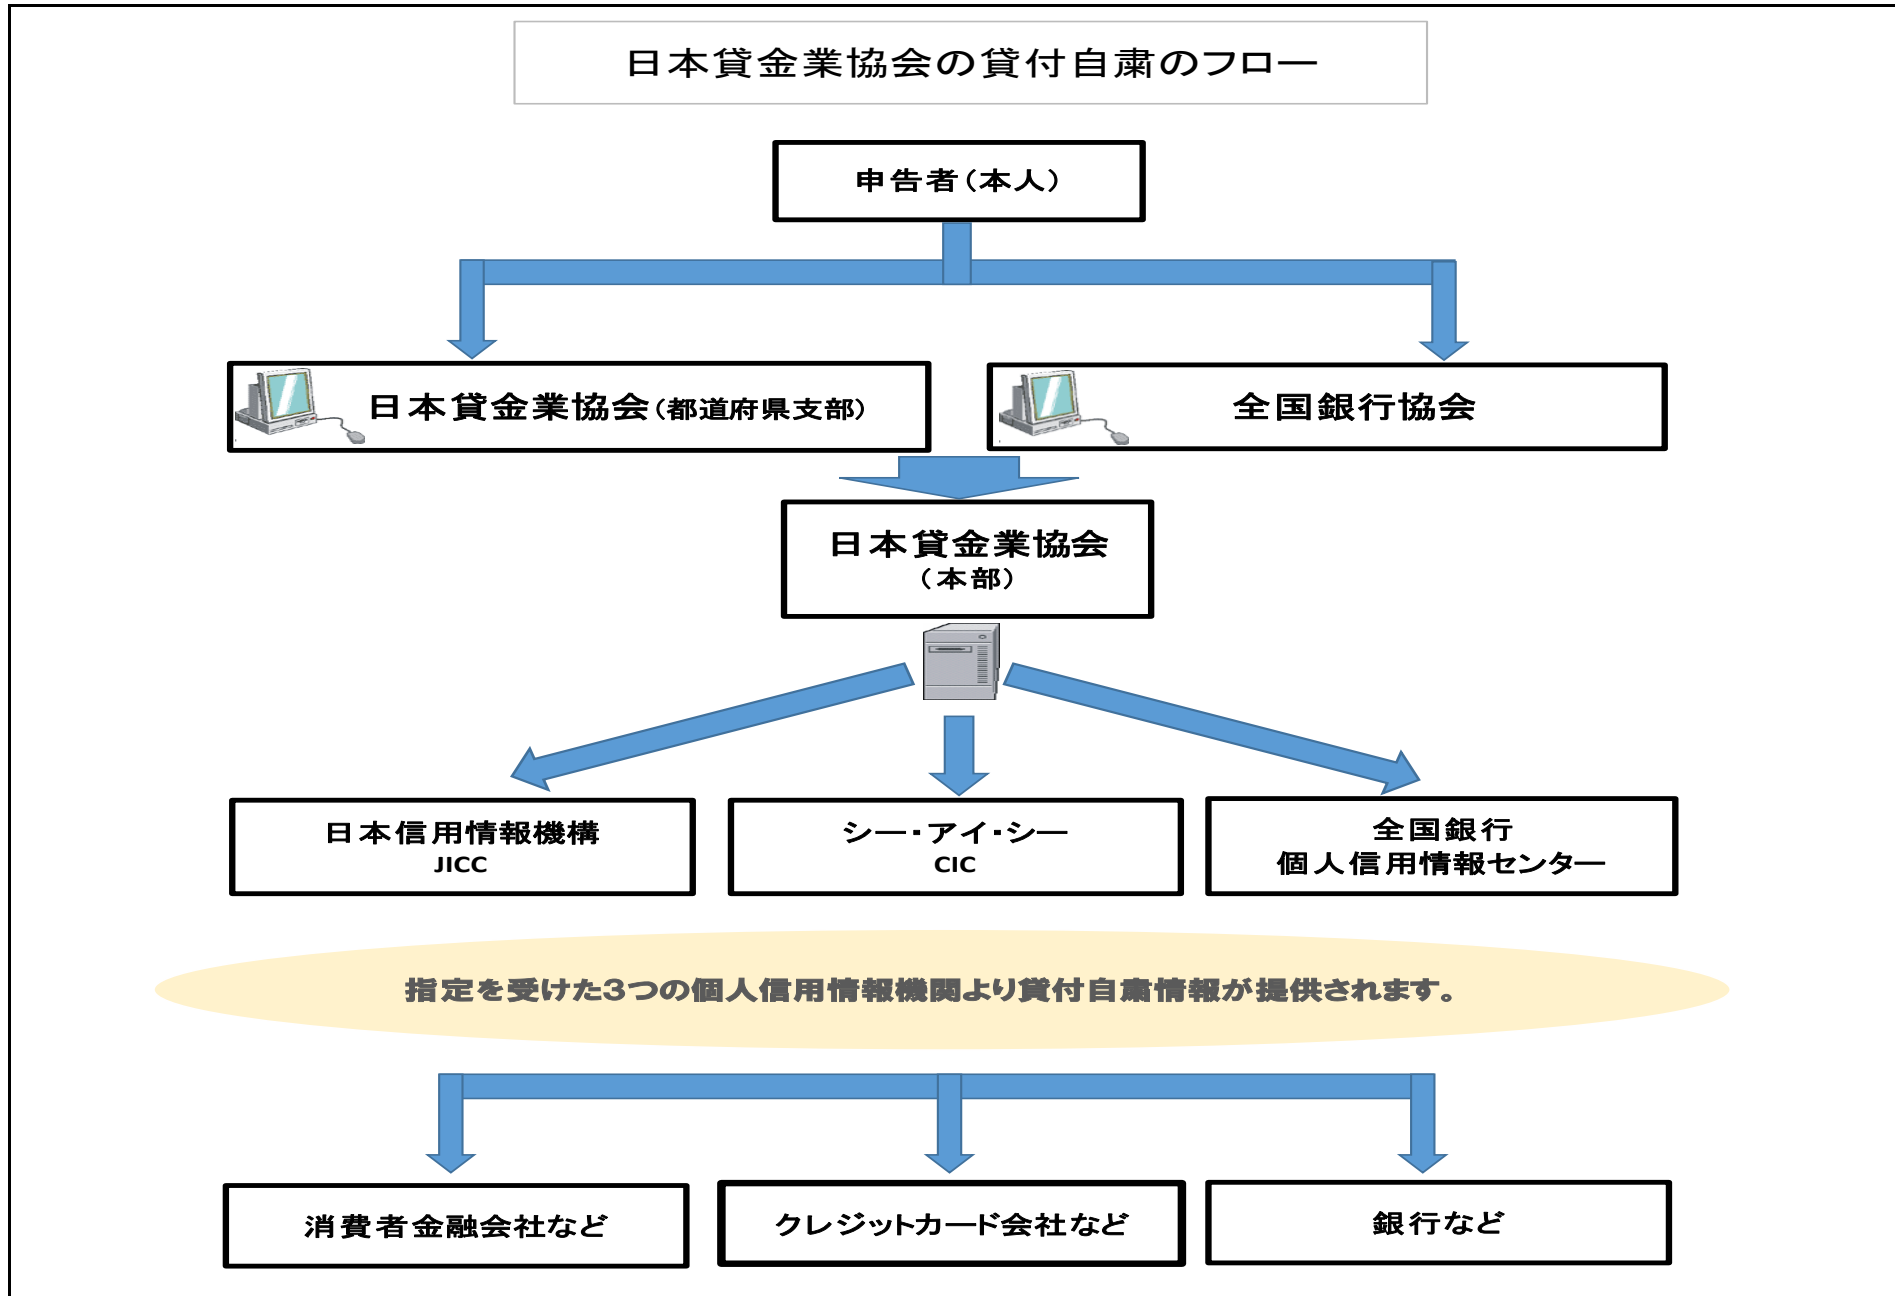 日本貸金業協会の貸付自粛のフロー
申告者(本人)
日本貸金業協会(都道府県支部)
全国銀行協会
日本貸金業協会
(本部)
日本信用情報機構
JICC
シー・アイ・シー
CIC
全国銀行
個人信用情報センター
指定を受けた3つの個人信用情報機関より貸付自粛情報が提供されます。
消費者金融会社など
クレジットカード会社など
銀行など